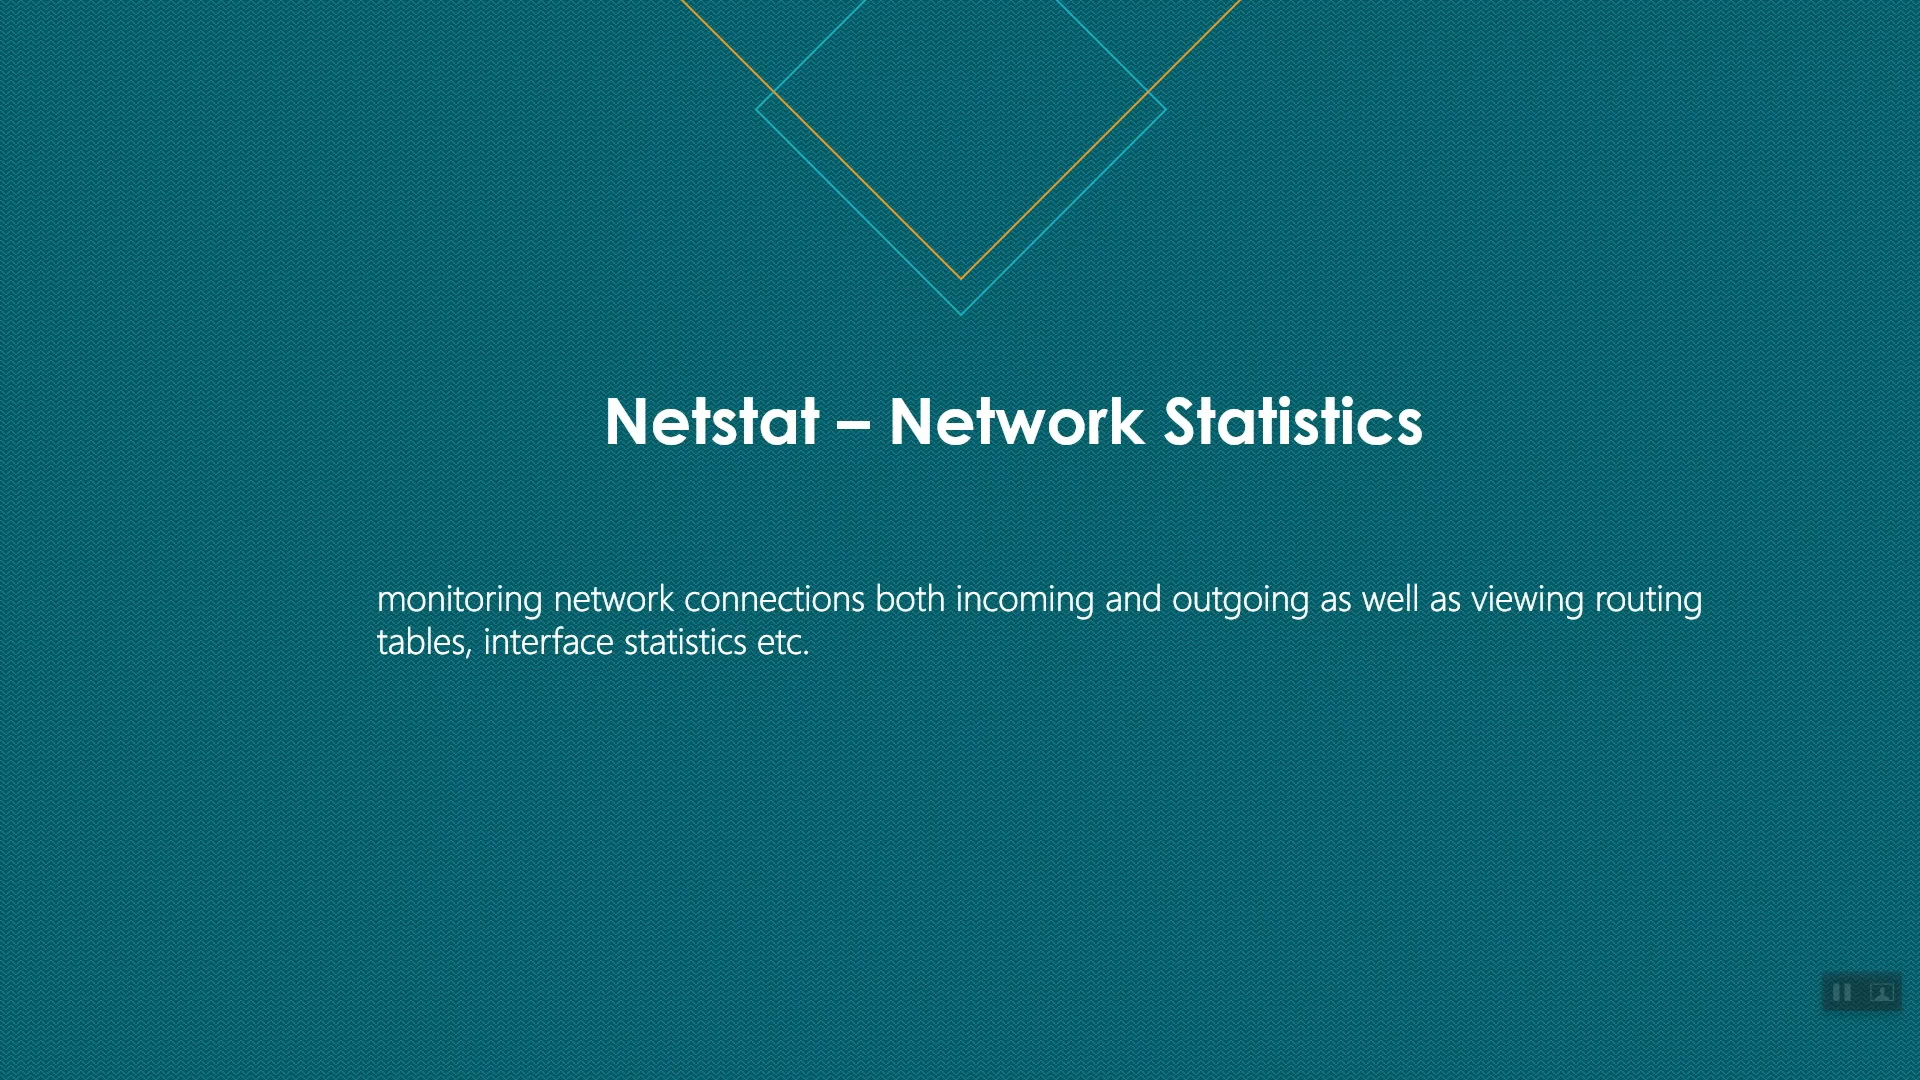 Netstat – Network Statistics
monitoring network connections both incoming and outgoing as well as viewing routing
tables, interface statistics etc.